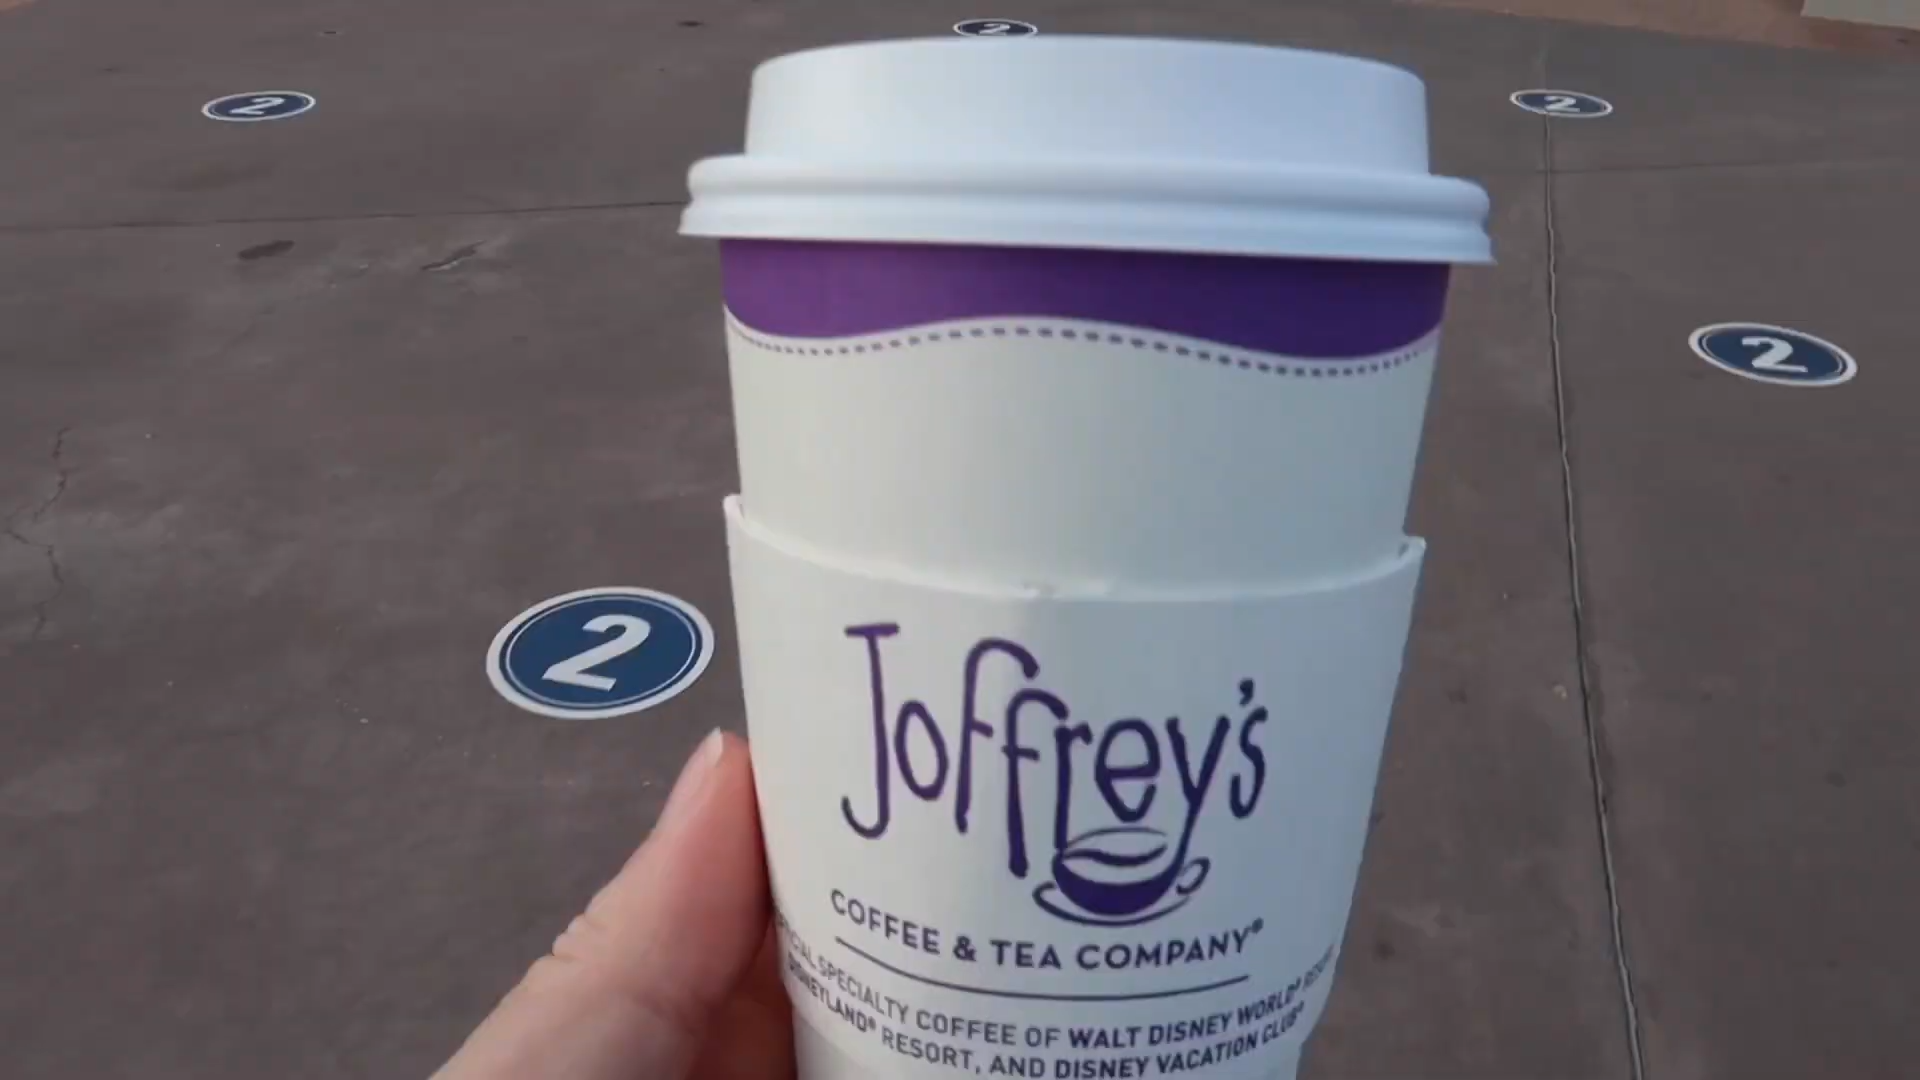 2
2
2
2
2
Joffrey's
COFFEE & TEA COMPANY®
SPECIALTY COFFEE OF WALT DISNEY WORLD®
DISNEYLAND® RESORT, AND DISNEY VACATION CLUB®